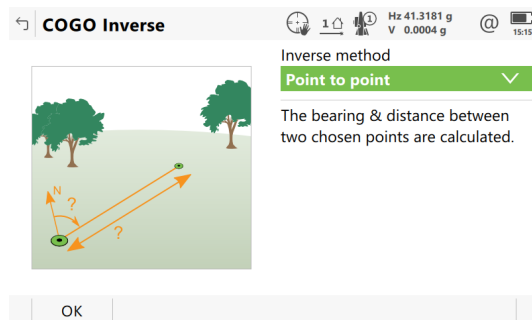 COGO Inverse
1
1
Hz 41.3181 g
V 0.0004 g
@
15:15
Inverse method
Point to point
The bearing & distance between
two chosen points are calculated.
N
?
?
OK